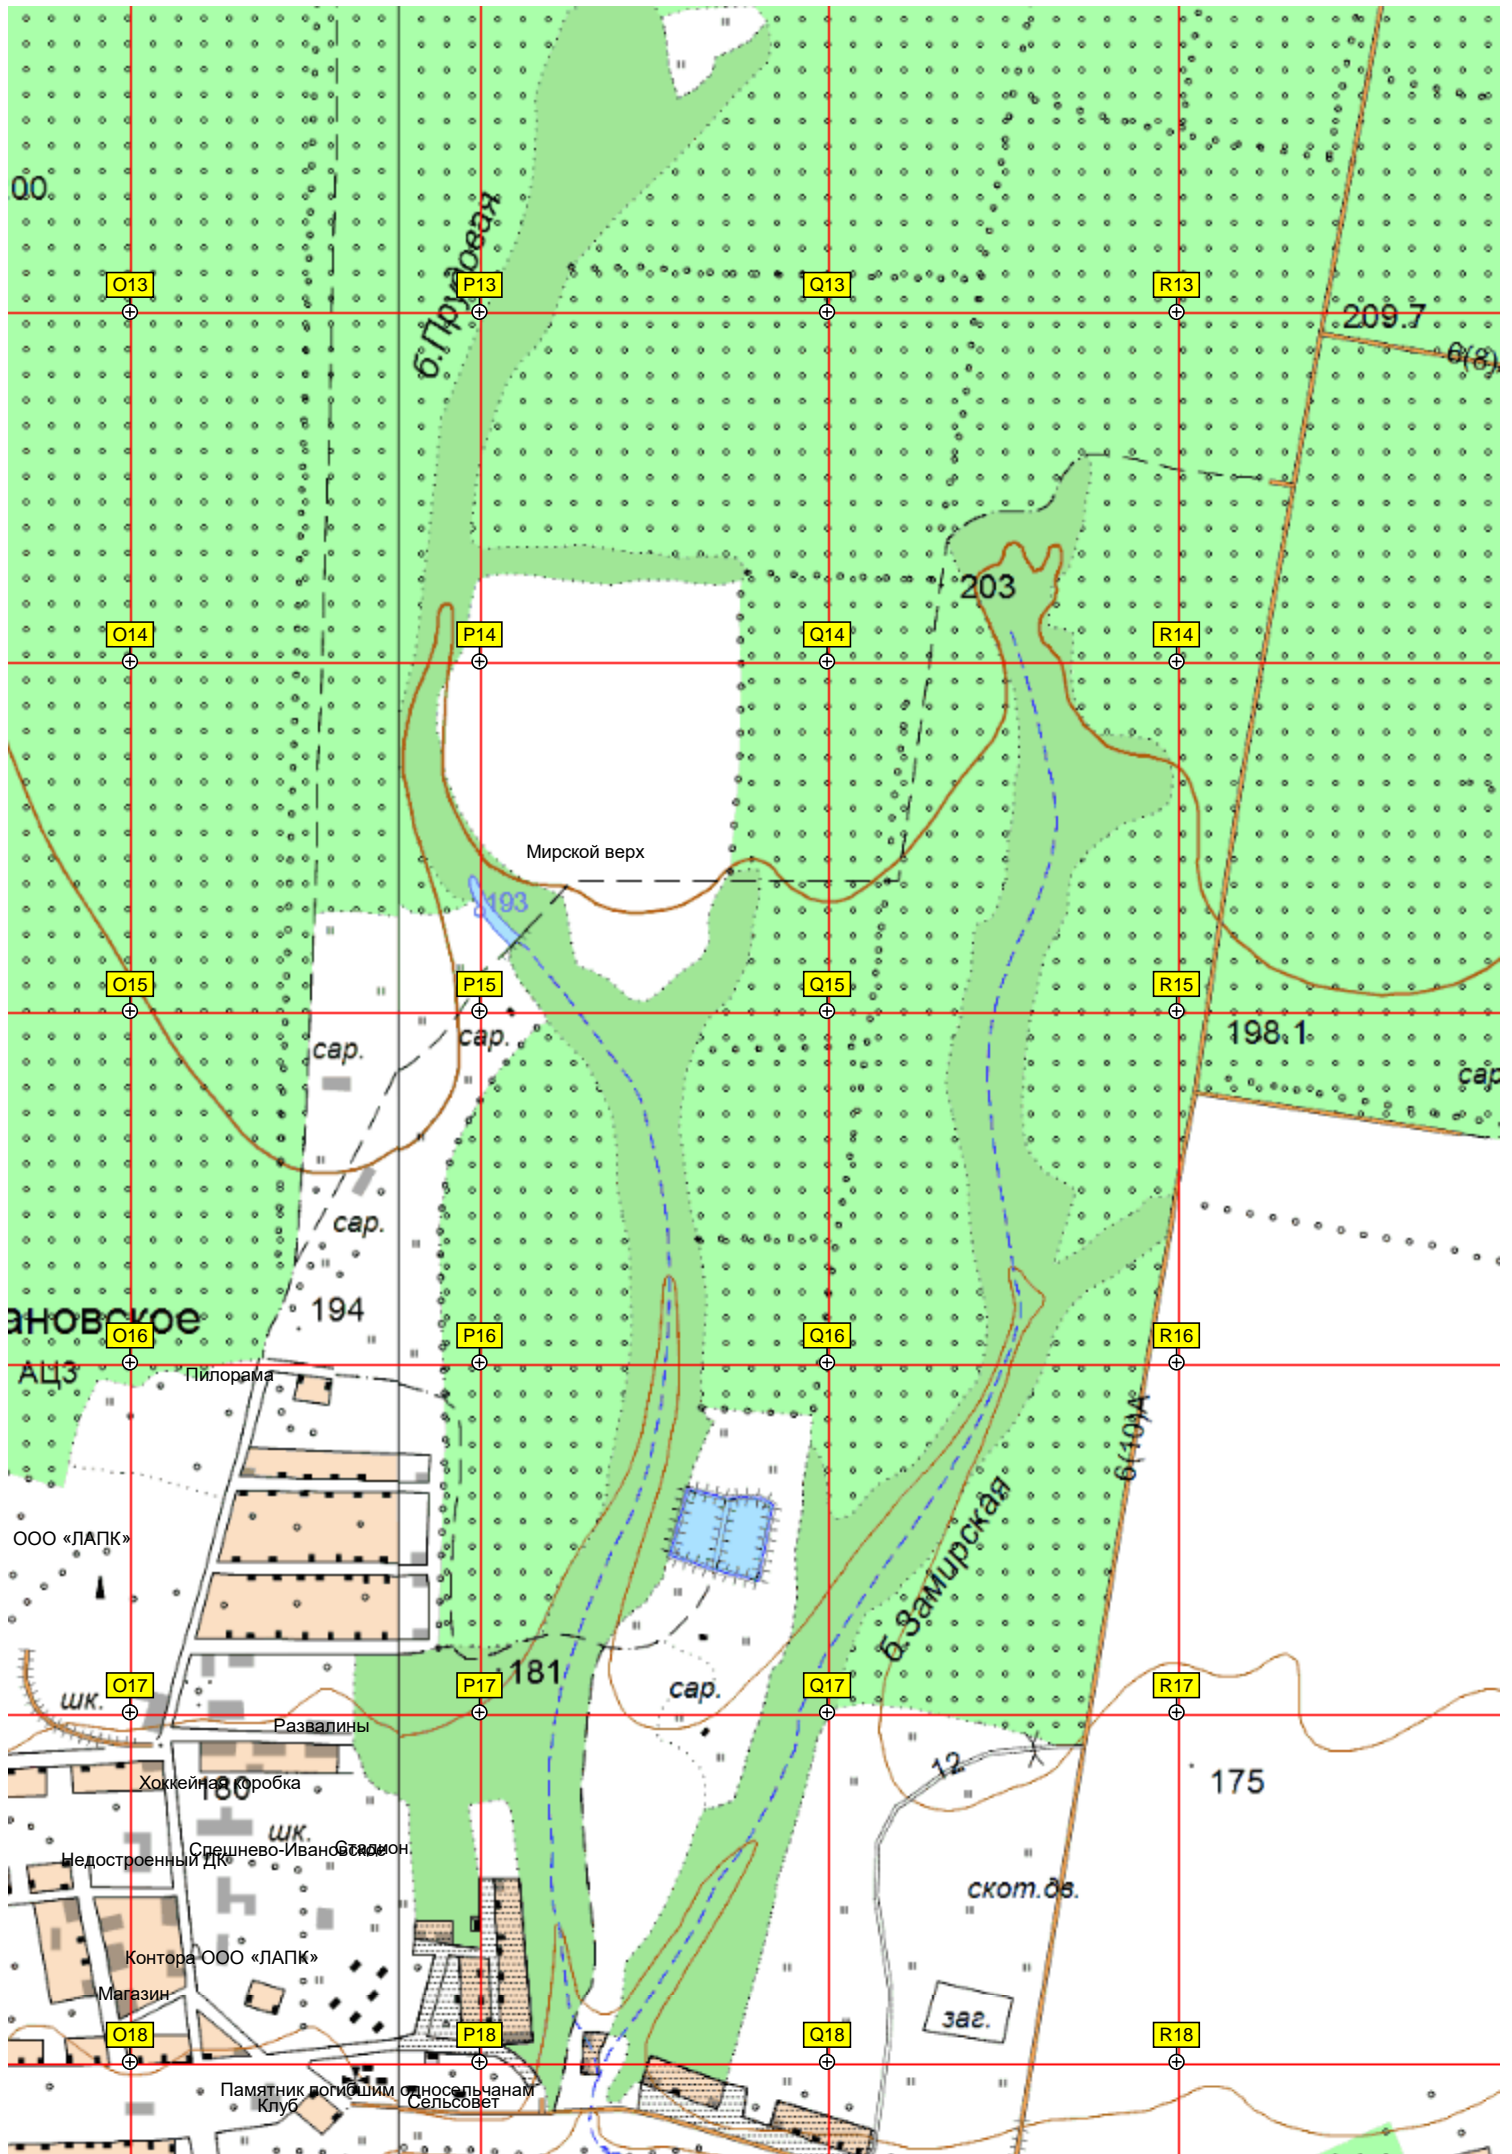 00
б.Прудовая
O13
P13
Q13
R13
209.7
6(8)
203
O14
P14
Q14
R14
Мирской верх
193
O15
P15
Q15
R15
сар.
сар.
198.1
сар
сар.
194
ановское
O16
P16
Q16
R16
АЦЗ
Пилорама
6(10)А
ООО «ЛАПК»
б.Замирская
181
O17
P17
Q17
R17
шк.
сар.
Развалины
12
175
Хоккейная коробка
180
шк.
Спешнево-Ивановское
Стадион
Недостроенный ДК
скот.дв.
Контора ООО «ЛАПК»
Магазин
заг.
O18
P18
Q18
R18
Памятник погибшим односельчанам
Клуб
Сельсовет